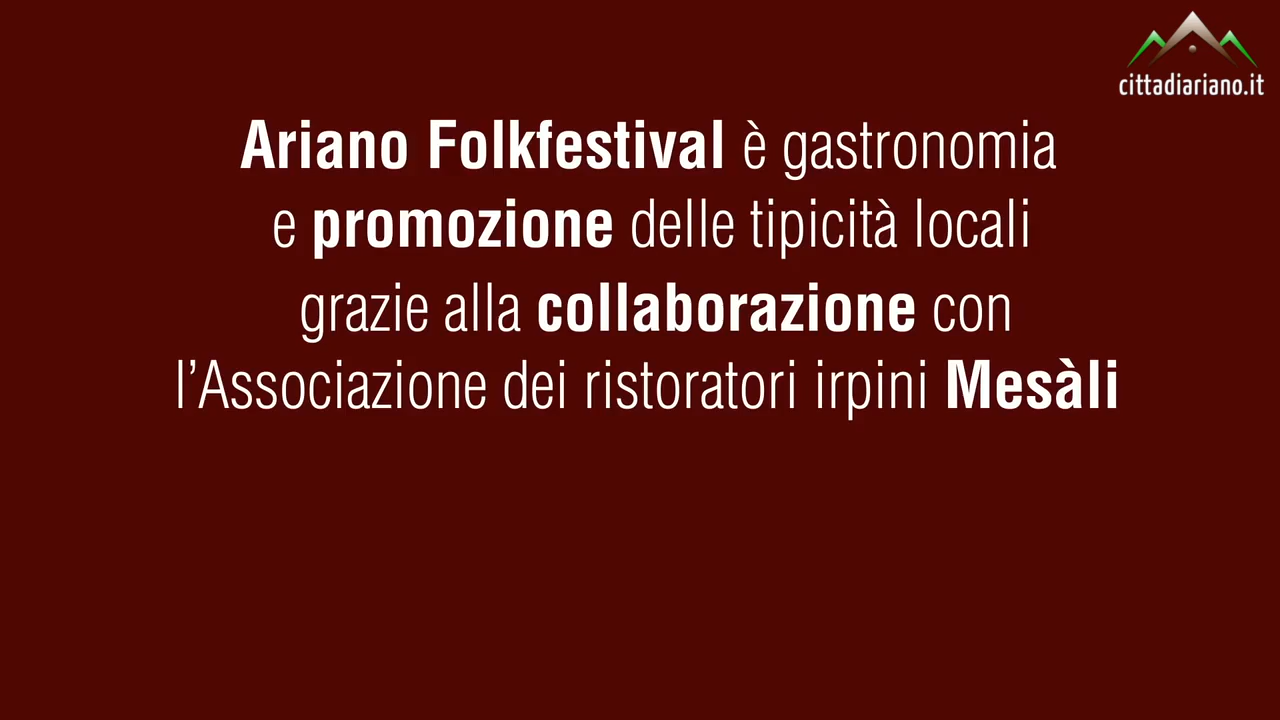 cittadiariano.it
Ariano Folkfestival è gastronomia
e promozione delle tipicità locali
grazie alla collaborazione con
l’Associazione dei ristoratori irpini Mesàli